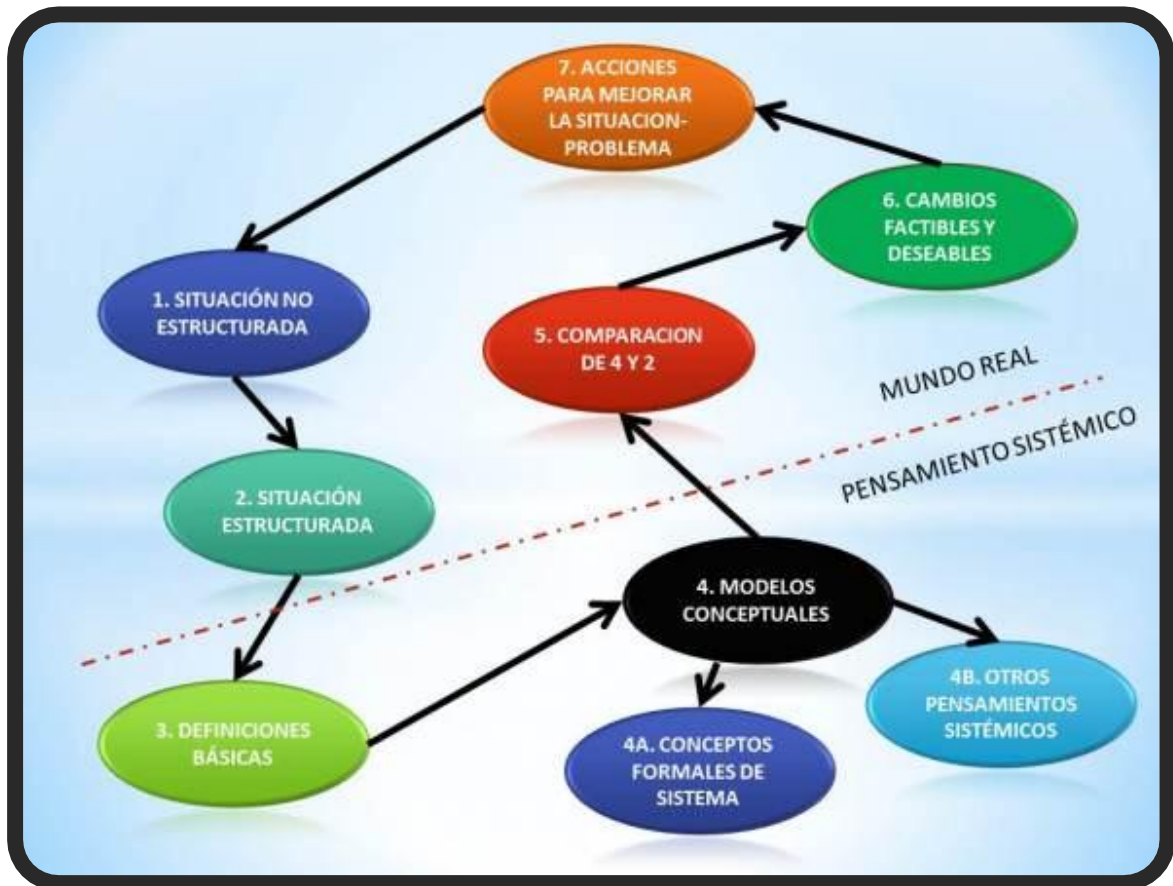 7. ACCIONES
PARA MEJORAR
LA SITUACION-
PROBLEMA
6. CAMBIOS
FACTIBLES Y
DESEABLES
1. SITUACIÓN NO
ESTRUCTURADA
5. COMPARACION
DE 4 Y 2
MUNDO REAL
PENSAMIENTO SISTÉMICO
2. SITUACIÓN
ESTRUCTURADA
4. MODELOS
CONCEPTUALES
3. DEFINICIONES
BÁSICAS
4A. CONCEPTOS
FORMALES DE
SISTEMA
4B. OTROS
PENSAMIENTOS
SISTÉMICOS